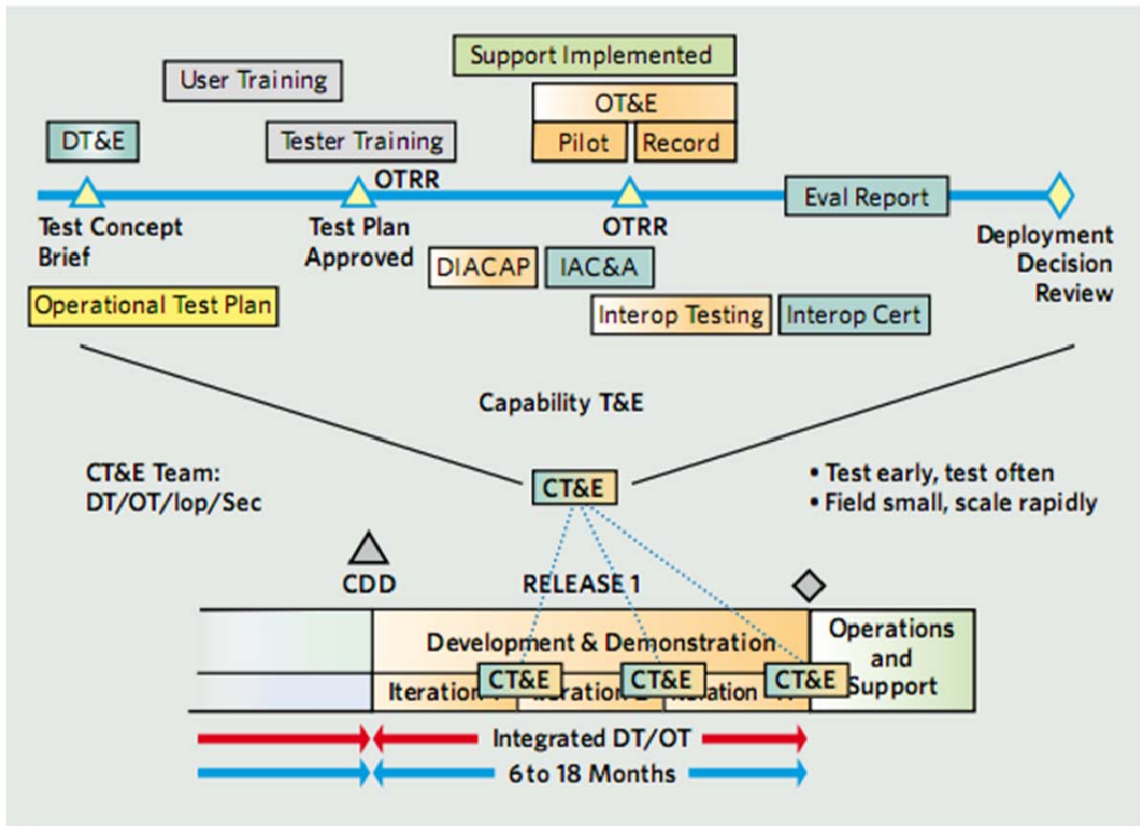 Support Implemented
User Training
OT&E
DT&E
Tester Training
Pilot
Record
OTRR
Eval Report
Test Concept
Brief
Test Plan
Approved
OTRR
Deployment
Decision
Review
DIACAP
IAC&A
Operational Test Plan
Interop Testing
Interop Cert
Capability T&E
CT&E Team:
DT/OT/Iop/Sec
CT&E
• Test early, test often
• Field small, scale rapidly
CDD
RELEASE 1
Development & Demonstration
Operations
and
Support
Iteration
CT&E
CT&E
CT&E
Integrated DT/OT
6 to 18 Months